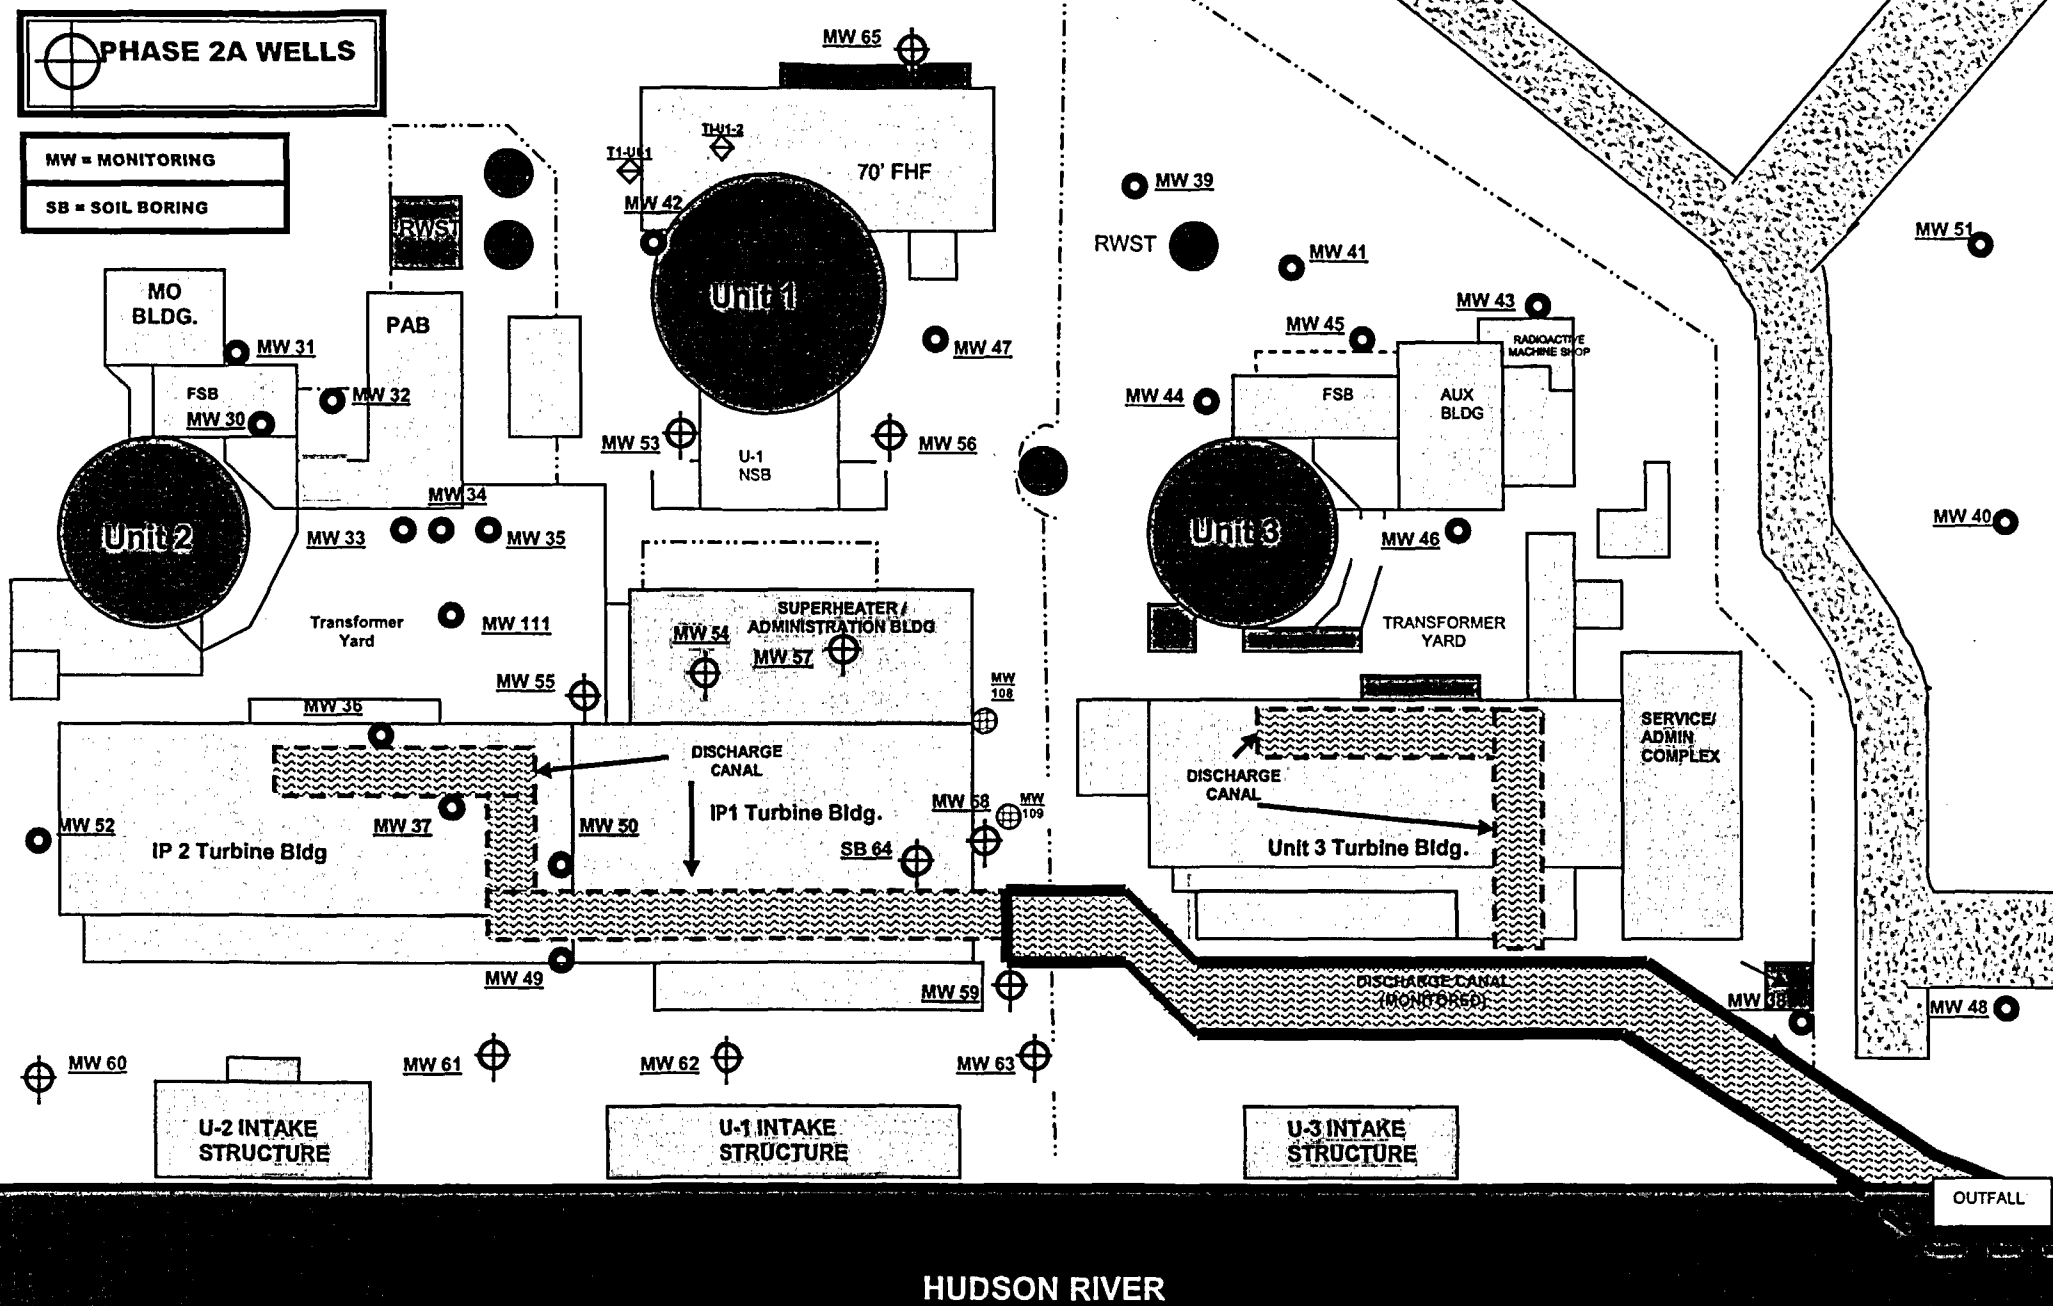 PHASE 2A WELLS
MW = MONITORING
SB = SOIL BORING
MW 65
TI-U1-2
T1-U1-1
70' FHF
MW 42
RWST
Unit 1
MW 39
RWST
MW 41
MW 51
MO
BLDG.
PAB
MW 31
MW 47
MW 43
MW 45
RADIOACTIVE
MACHINE SHOP
FSB
MW 32
MW 30
MW 44
FSB
AUX
BLDG
MW 53
MW 56
U-1
NSB
MW 34
Unit 2
MW 33
MW 35
Unit 3
MW 46
MW 40
Transformer
Yard
MW 111
SUPERHEATER /
ADMINISTRATION BLDG
MW 54
MW 57
TRANSFORMER
YARD
MW 55
MW
108
MW 36
DISCHARGE
CANAL
SERVICE/
ADMIN
COMPLEX
DISCHARGE
CANAL
MW 52
MW 37
MW 50
IP1 Turbine Bldg.
MW 58
MW
109
IP 2 Turbine Bldg
SB 64
Unit 3 Turbine Bldg.
MW 49
MW 59
DISCHARGE CANAL
(MONITORED)
MW 38
MW 48
MW 60
MW 61
MW 62
MW 63
U-2 INTAKE
STRUCTURE
U-1 INTAKE
STRUCTURE
U-3 INTAKE
STRUCTURE
OUTFALL
HUDSON RIVER